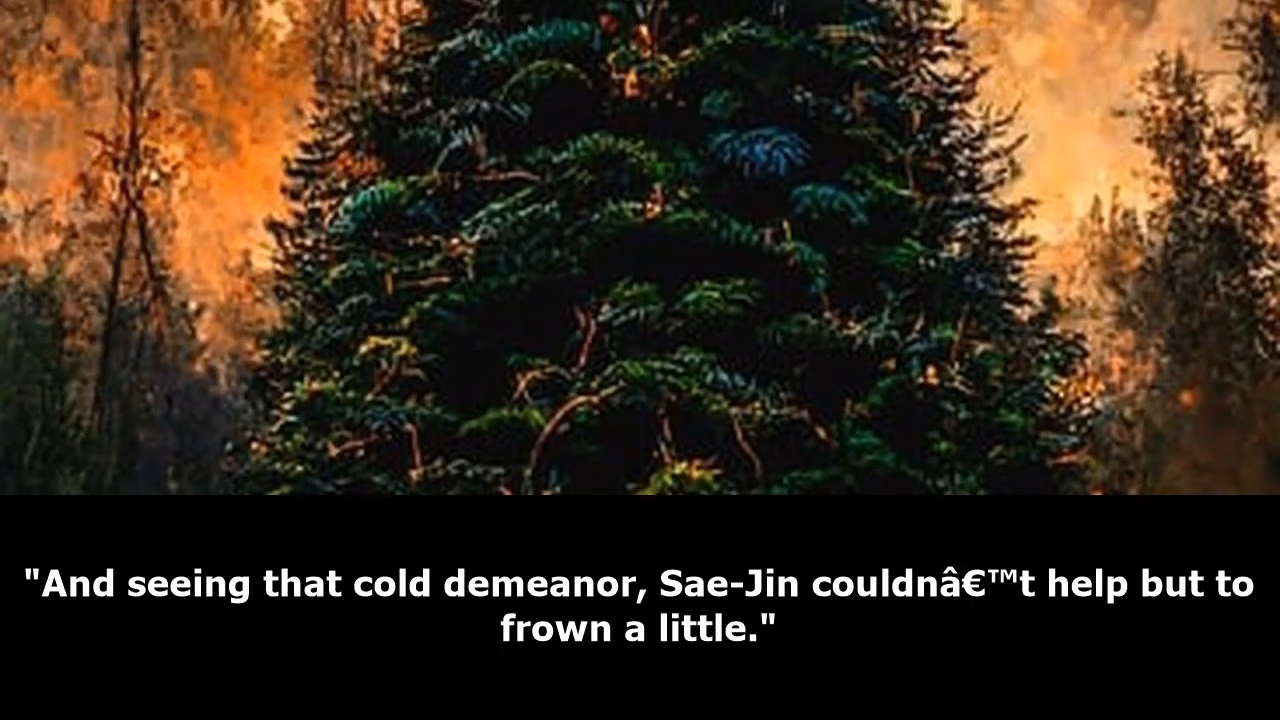 "And seeing that cold demeanor, Sae-Jin couldnâ€™t help but to
frown a little."